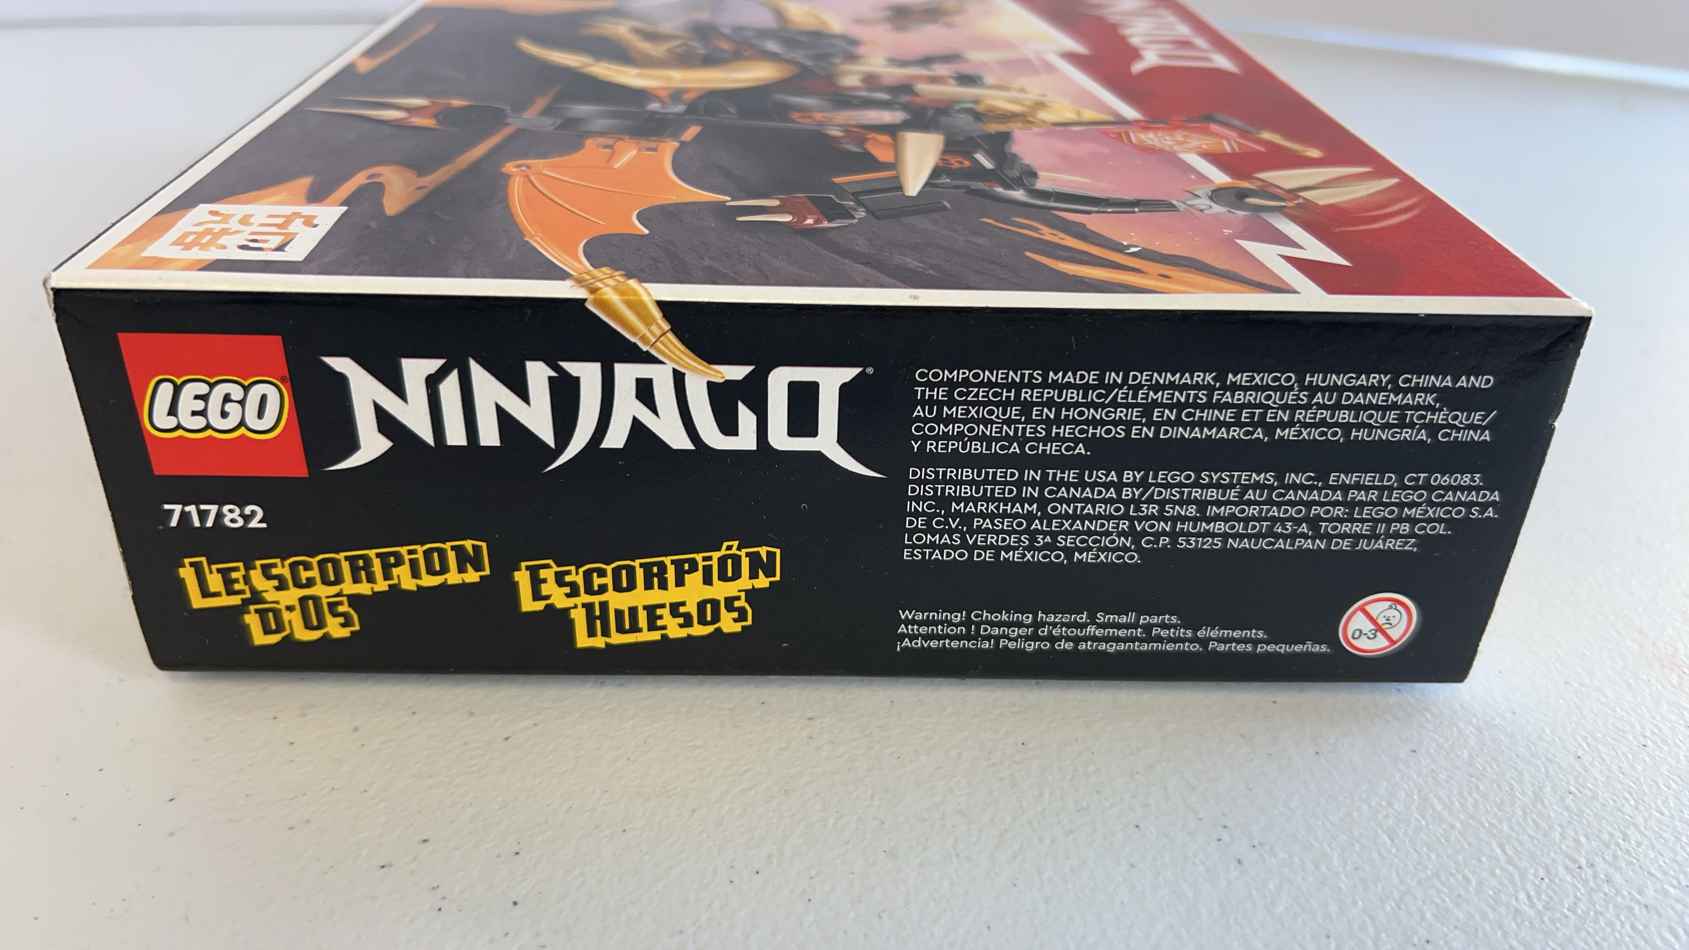 NINJAGO
LEGO
NINJAGO®
71782
LE SCORPION
D'OS
ESCORPIÓN
HUESOS
COMPONENTS MADE IN DENMARK, MEXICO, HUNGARY, CHINA AND
THE CZECH REPUBLIC/ÉLÉMENTS FABRIQUÉS AU DANEMARK,
AU MEXIQUE, EN HONGRIE, EN CHINE ET EN RÉPUBLIQUE TCHÈQUE/
COMPONENTES HECHOS EN DINAMARCA, MÉXICO, HUNGRÍA, CHINA
Y REPÚBLICA CHECA.
DISTRIBUTED IN THE USA BY LEGO SYSTEMS, INC., ENFIELD, CT 06083.
DISTRIBUTED IN CANADA BY/DISTRIBUÉ AU CANADA PAR LEGO CANADA
INC., MARKHAM, ONTARIO L3R 5N8. IMPORTADO POR: LEGO MÉXICO S.A.
DE C.V., PASEO ALEXANDER VON HUMBOLDT 43-A, TORRE II PB COL.
LOMAS VERDES 3ª SECCIÓN, C.P. 53125 NAUCALPAN DE JUÁREZ,
ESTADO DE MÉXICO, MÉXICO.
Warning! Choking hazard. Small parts.
Attention ! Danger d'étouffement. Petits éléments.
¡Advertencia! Peligro de atragantamiento. Partes pequeñas.
0-3